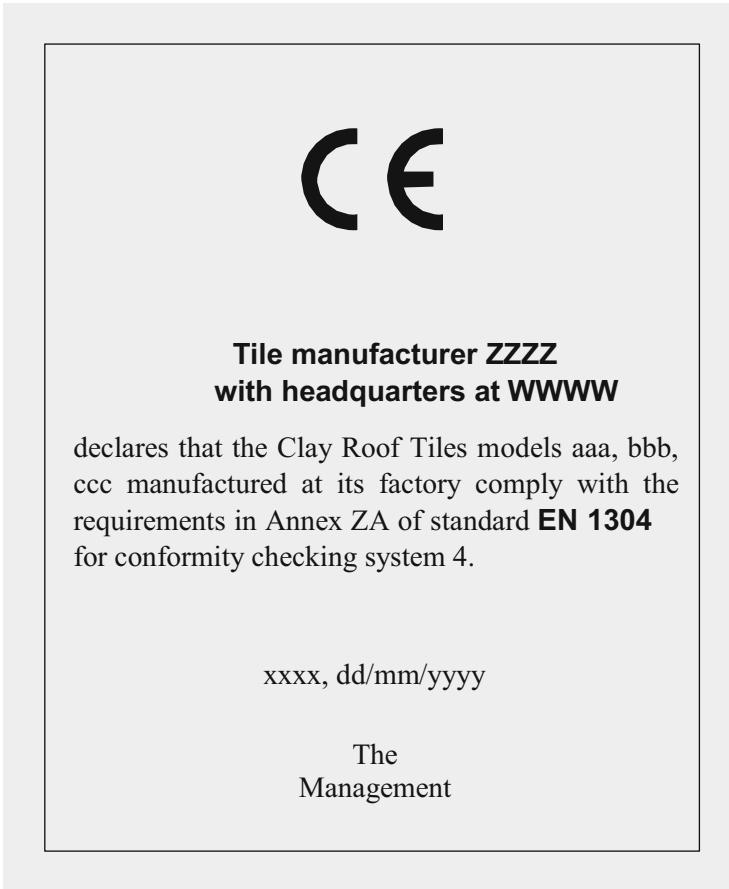 CE
Tile manufacturer ZZZZ
with headquarters at WWWW
declares that the Clay Roof Tiles models aaa, bbb,
ccc manufactured at its factory comply with the
requirements in Annex ZA of standard EN 1304
for conformity checking system 4.
xxxx, dd/mm/yyyy
The
Management